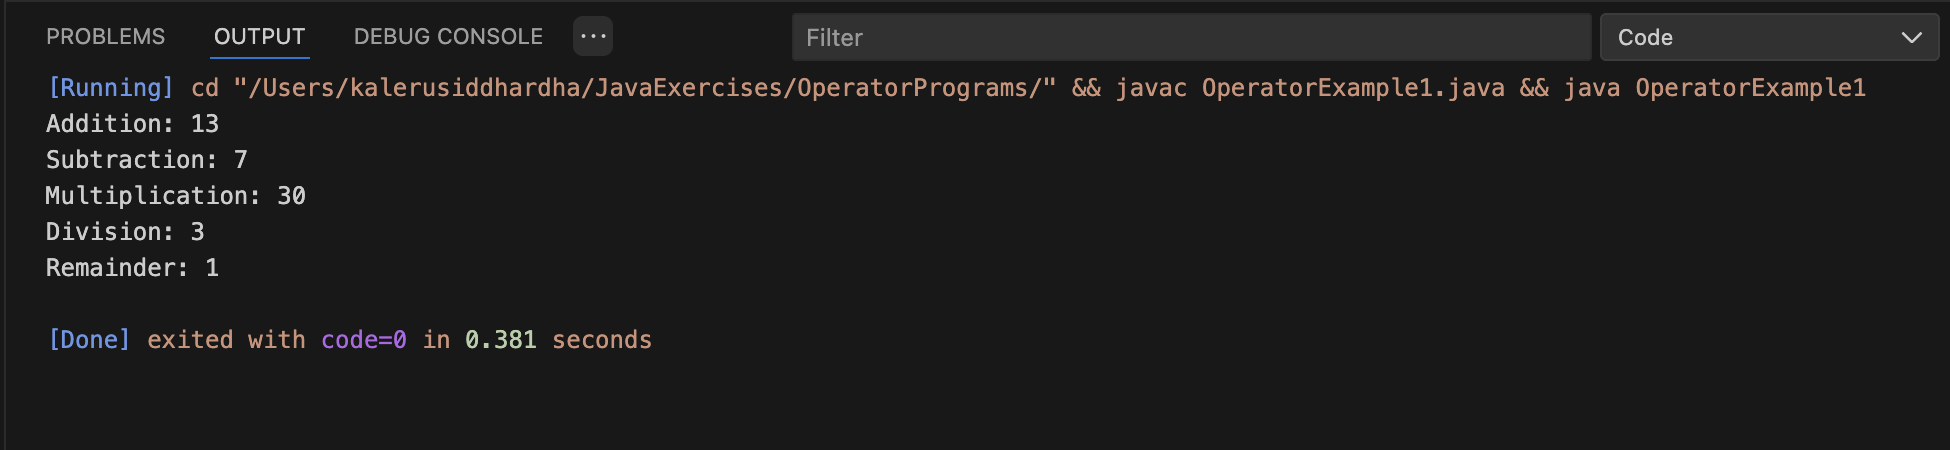 PROBLEMS OUTPUT DEBUG CONSOLE ··· Filter Code
[Running] cd "/Users/kalerusiddhardha/JavaExercises/OperatorPrograms/" && javac OperatorExample1.java && java OperatorExample1
Addition: 13
Subtraction: 7
Multiplication: 30
Division: 3
Remainder: 1
[Done] exited with code=0 in 0.381 seconds